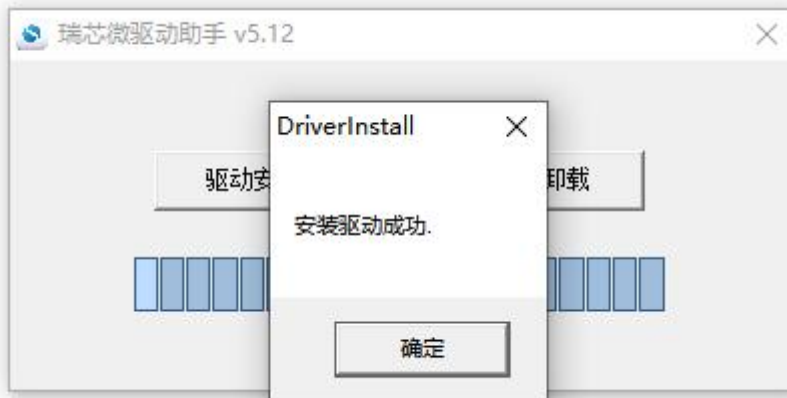 瑞芯微驱动助手 v5.12
DriverInstall
驱动安
卸载
安装驱动成功.
确定